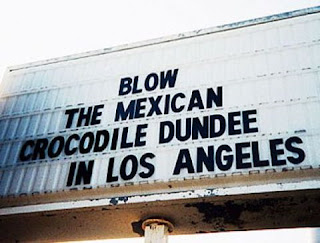 BLOW
THE MEXICAN
CROCODILE DUNDEE
IN LOS ANGELES